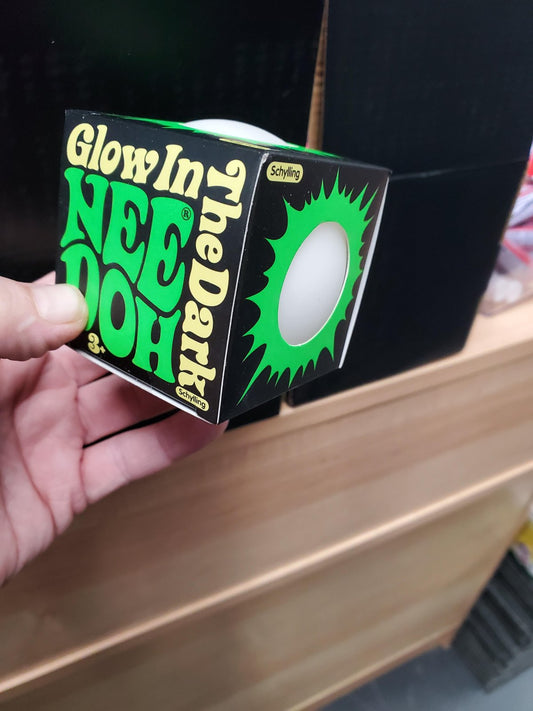 Glow In
The Dark
NEE®
DOH
3+
Schylling
Schylling